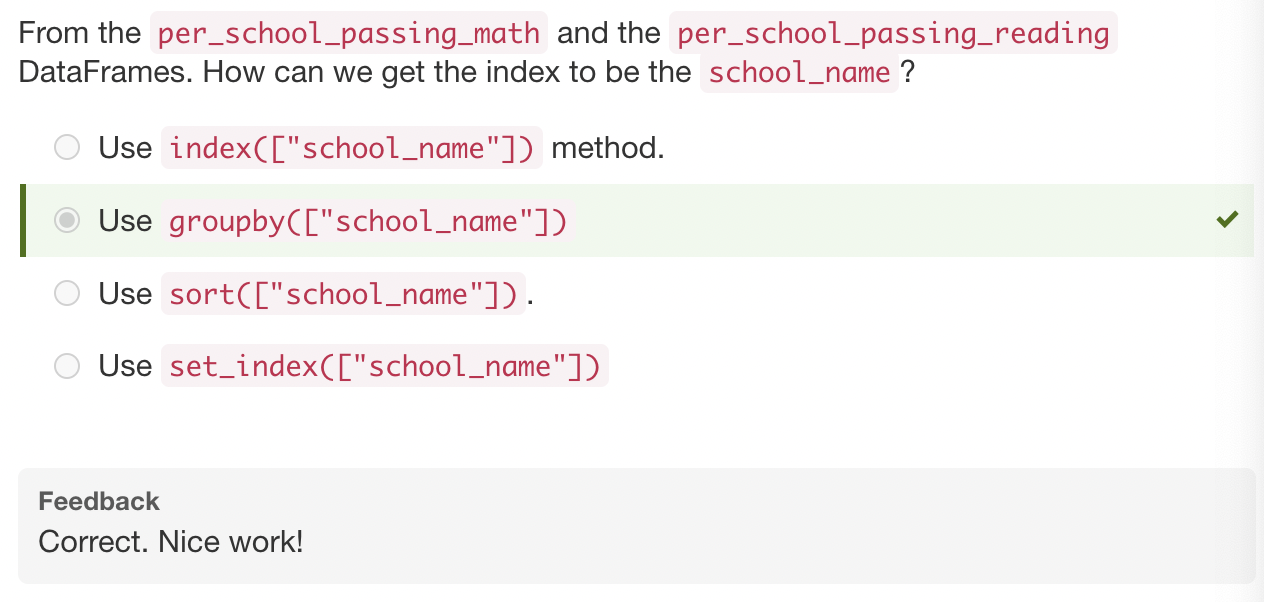 From the per_school_passing_math and the per_school_passing_reading
DataFrames. How can we get the index to be the school_name?
Use index(["school_name"]) method.
Use groupby(["school_name"])
Use sort(["school_name"]).
Use set_index(["school_name"])
Feedback
Correct. Nice work!